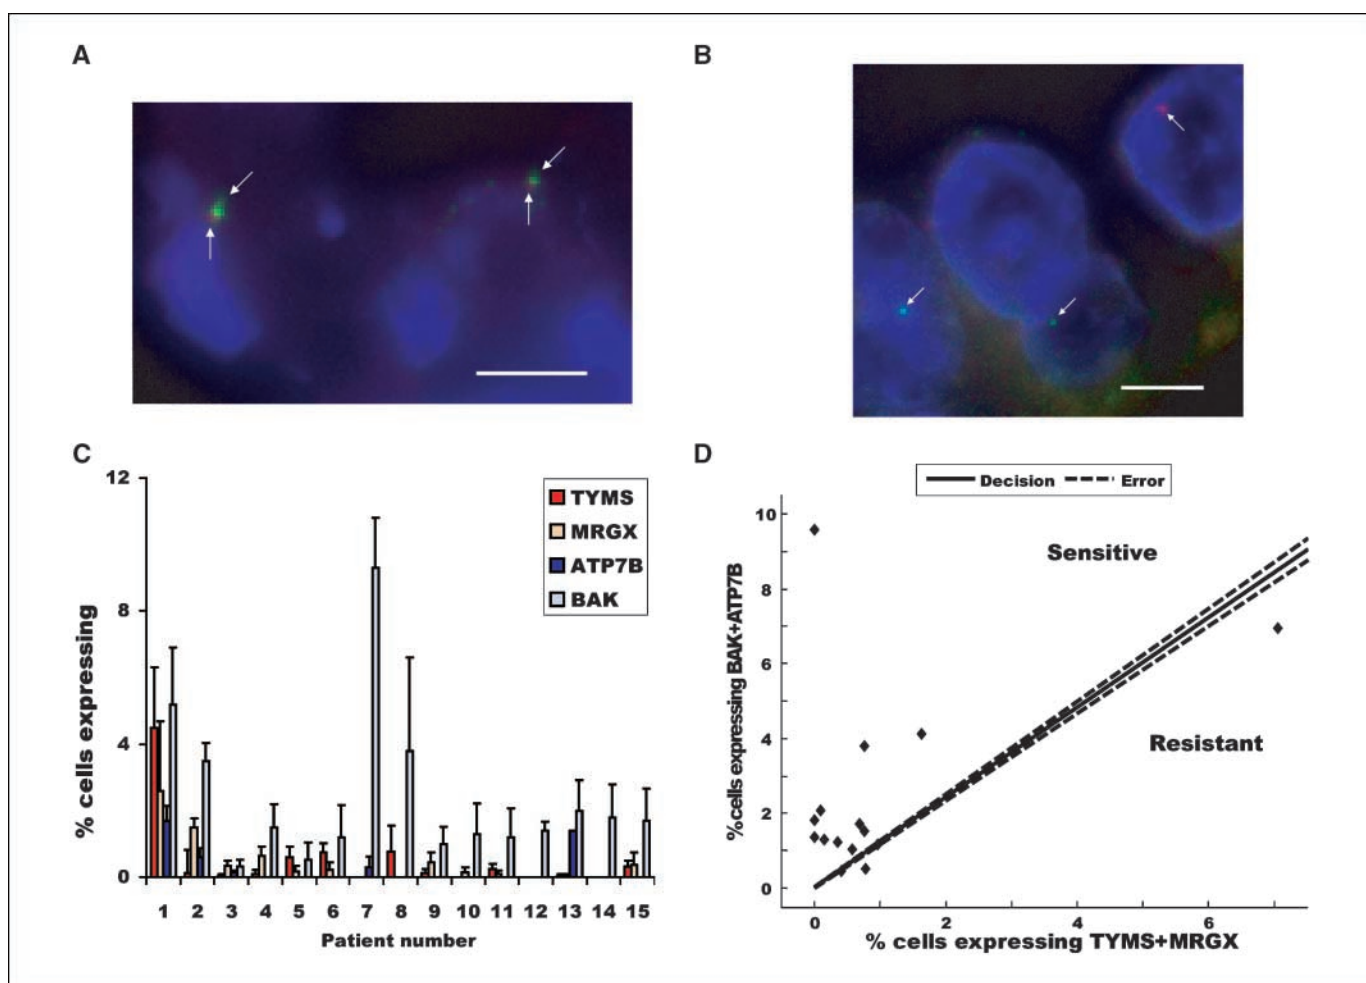 A
B
C
12
8
4
0
% cells expressing
TYMS
MRGX
ATP7B
BAK
1 2 3 4 5 6 7 8 9 10 11 12 13 14 15
Patient number
D
Decision Error
10
8
6
4
2
0
%cells expressing BAK+ATP7B
Sensitive
Resistant
0 2 4 6
% cells expressing TYMS+MRGX